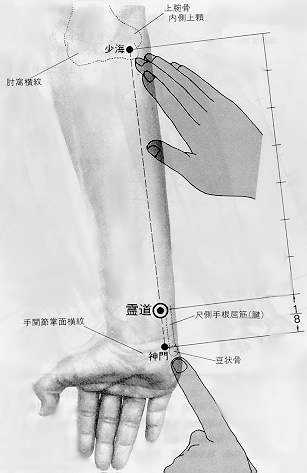 上腕骨
内側上顆
少海
肘窩横紋
霊道
1
8
尺側手根屈筋(腱)
手関節掌面横紋
神門
豆状骨